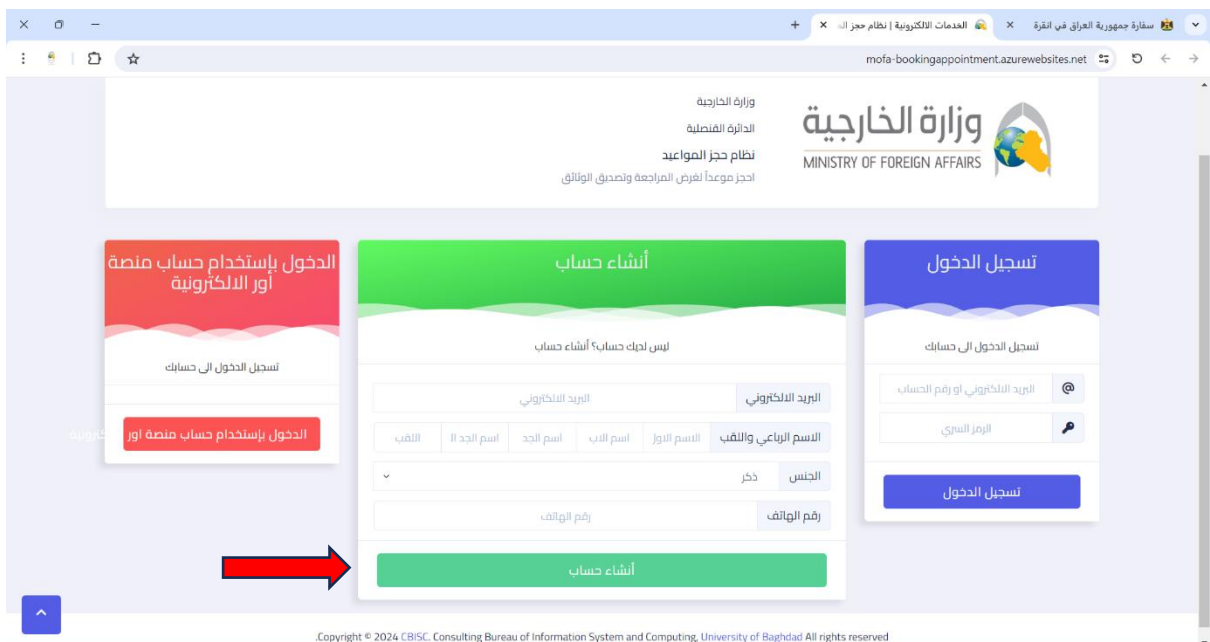 سفارة جمهورية العراق في انقرة
الخدمات الالكترونية | نظام حجز الـ
mofa-bookingappointment.azurewebsites.net
وزارة الخارجية
MINISTRY OF FOREIGN AFFAIRS
وزارة الخارجية
الدائرة القنصلية
نظام حجز المواعيد
احجز موعداً لغرض المراجعة وتصديق الوثائق
تسجيل الدخول
تسجيل الدخول الى حسابك
البريد الالكتروني او رقم الحساب
الرمز السري
تسجيل الدخول
أنشاء حساب
ليس لديك حساب؟ أنشاء حساب
البريد الالكتروني البريد الالكتروني
الاسم الرباعي واللقب الاسم الاول اسم الاب اسم الجد اسم الجد ال اللقب
الجنس ذكر
رقم الهاتف رقم الهاتف
أنشاء حساب
الدخول بإستخدام حساب منصة
أور الالكترونية
تسجيل الدخول الى حسابك
الدخول بإستخدام حساب منصة اور
Copyright © 2024 CBISC. Consulting Bureau of Information System and Computing, University of Baghdad All rights reserved.